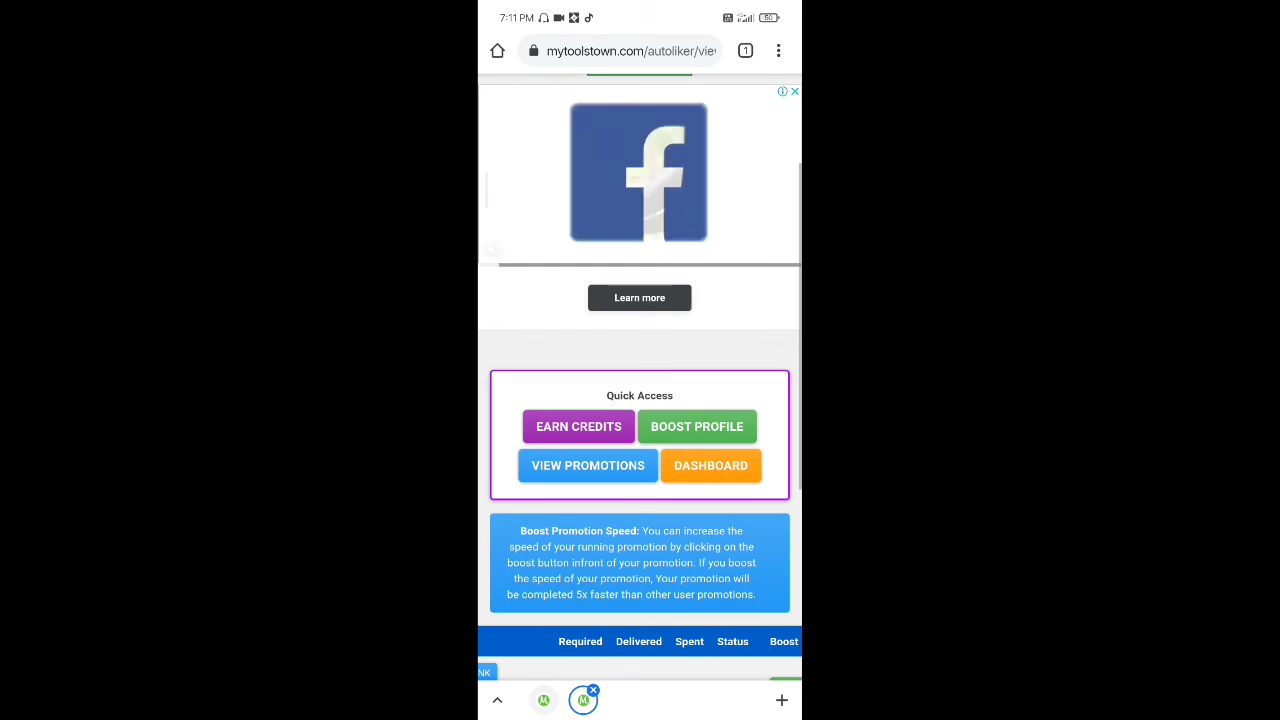 7:11 PM
50
mytoolstown.com/autoliker/vie
1
f
Learn more
Quick Access
EARN CREDITS BOOST PROFILE
VIEW PROMOTIONS DASHBOARD
Boost Promotion Speed: You can increase the
speed of your running promotion by clicking on the
boost button infront of your promotion. If you boost
the speed of your promotion, Your promotion will
be completed 5x faster than other user promotions.
Required Delivered Spent Status Boost
NK